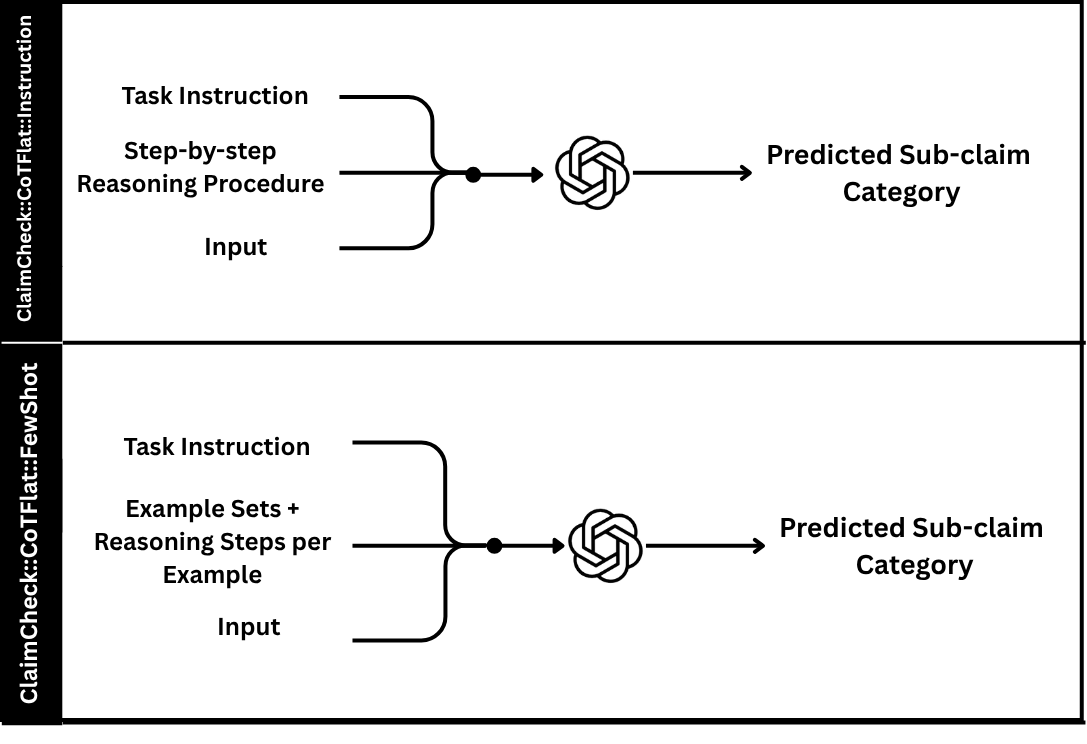 ClaimCheck::CoTFlat::Instruction
Task Instruction
Step-by-step
Reasoning Procedure
Input
Predicted Sub-claim
Category
ClaimCheck::CoTFlat::FewShot
Task Instruction
Example Sets +
Reasoning Steps per
Example
Input
Predicted Sub-claim
Category